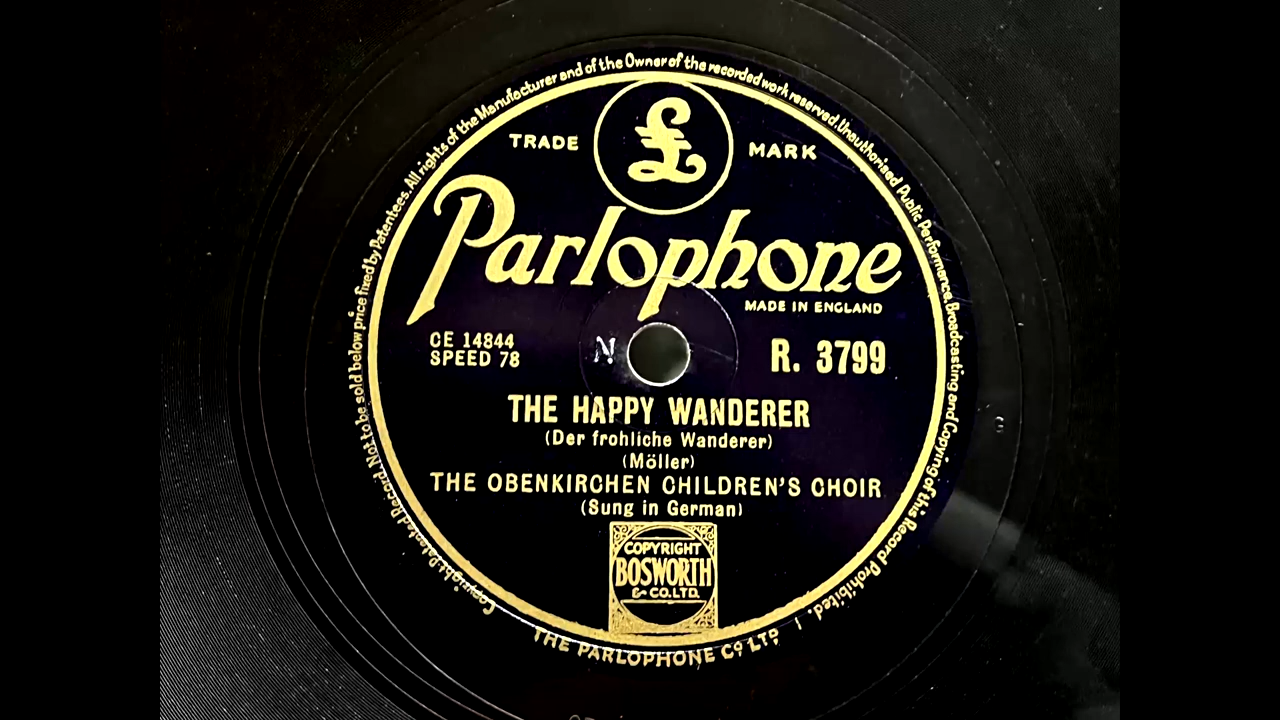 Copyright Patented Record. Not to be sold below price fixed by Patentees. All rights of the Manufacturer and of the Owner of the recorded work reserved. Unauthorised Public Performance, Broadcasting and Copying of this Record Prohibited.
£
TRADE MARK
Parlophone
MADE IN ENGLAND
CE 14844
SPEED 78
N
R. 3799
THE HAPPY WANDERER
(Der frohliche Wanderer)
(Möller)
THE OBENKIRCHEN CHILDREN'S CHOIR
(Sung in German)
COPYRIGHT
BOSWORTH
& CO. LTD.
THE PARLOPHONE Co LTD
G